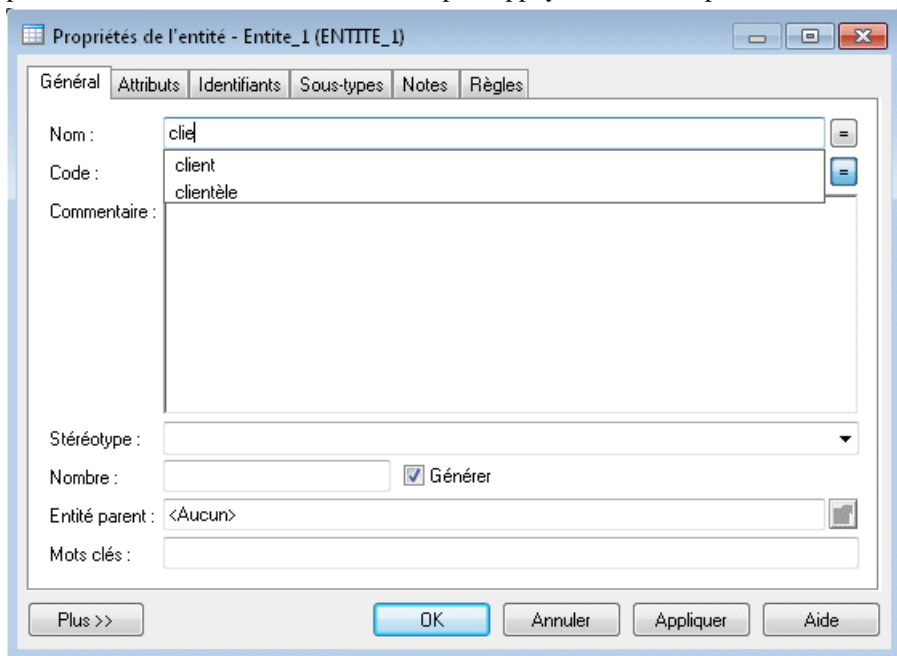 Propriétés de l'entité - Entite_1 (ENTITE_1)
Général Attributs Identifiants Sous-types Notes Règles
Nom : clie =
client
Code : =
clientèle
Commentaire :
Stéréotype :
Nombre : Générer
Entité parent : <Aucun>
Mots clés :
Plus >> OK Annuler Appliquer Aide